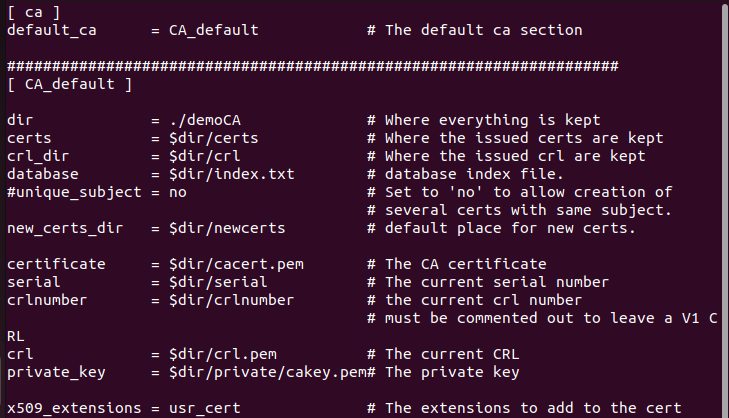 [ ca ]
default_ca      = CA_default            # The default ca section

####################################################################
[ CA_default ]

dir             = ./demoCA              # Where everything is kept
certs           = $dir/certs            # Where the issued certs are kept
crl_dir         = $dir/crl              # Where the issued crl are kept
database        = $dir/index.txt        # database index file.
#unique_subject = no                    # Set to 'no' to allow creation of
                                        # several certs with same subject.
new_certs_dir   = $dir/newcerts         # default place for new certs.

certificate     = $dir/cacert.pem       # The CA certificate
serial          = $dir/serial           # The current serial number
crlnumber       = $dir/crlnumber        # the current crl number
                                        # must be commented out to leave a V1 C
RL
crl             = $dir/crl.pem          # The current CRL
private_key     = $dir/private/cakey.pem# The private key

x509_extensions = usr_cert              # The extensions to add to the cert